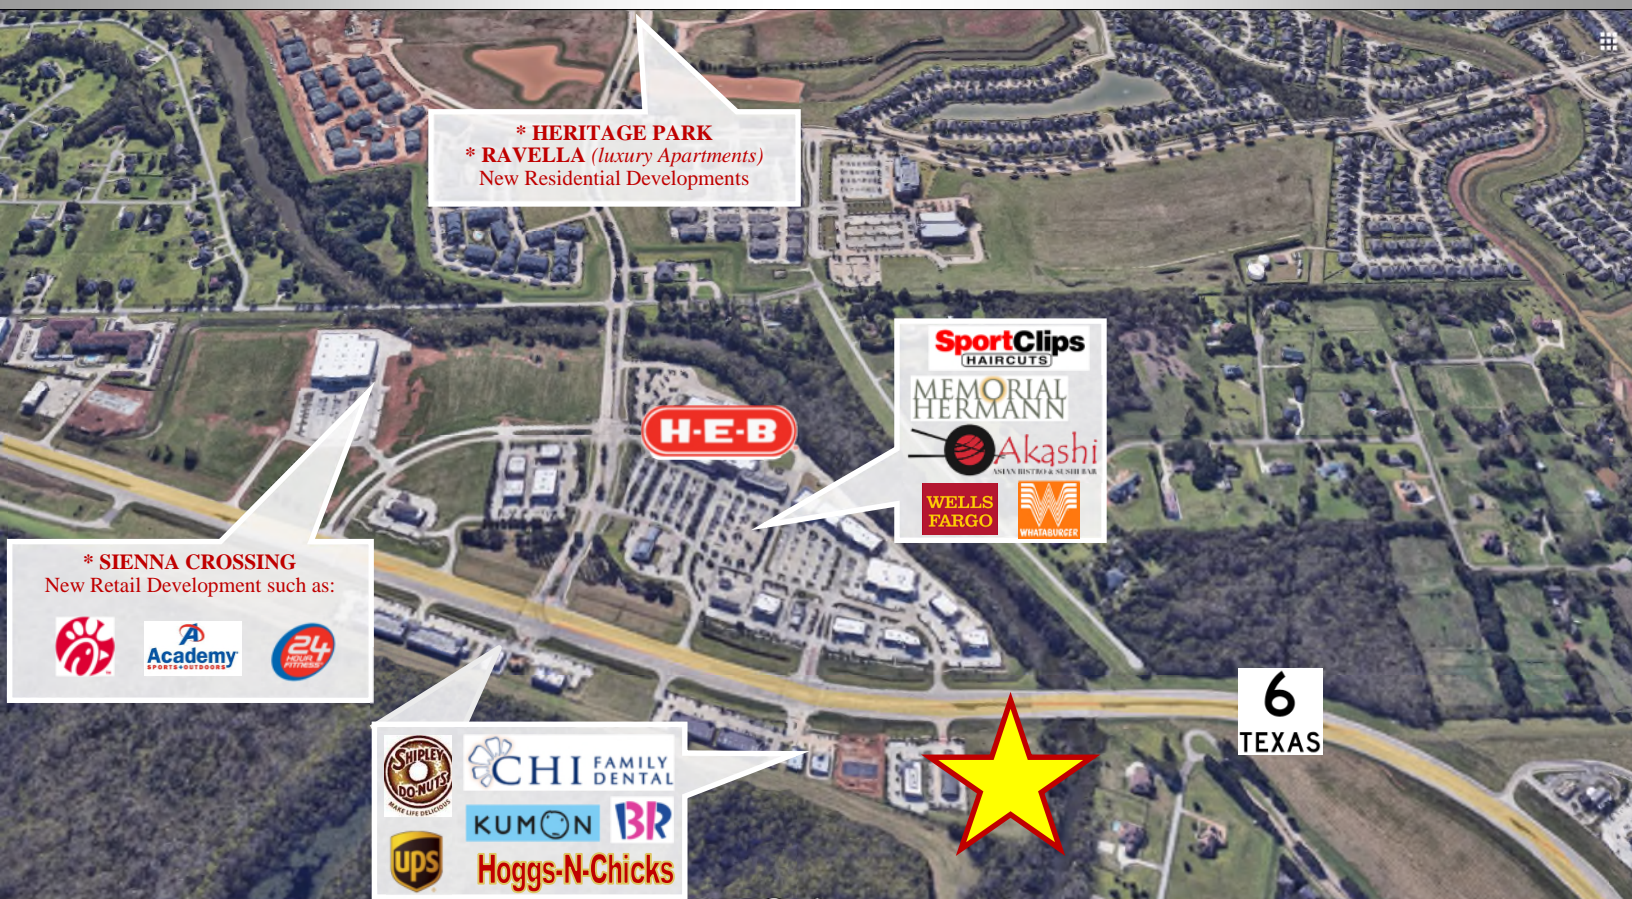 * HERITAGE PARK
* RAVELLA (luxury Apartments)
New Residential Developments
SportClips
HAIRCUTS
MEMORIAL
HERMANN
H-E-B
Akashi
ASIAN BISTRO & SUSHI BAR
WELLS
FARGO
WHATABURGER
* SIENNA CROSSING
New Retail Development such as:
Academy
SPORTS+OUTDOORS
24
HOUR
FITNESS
6
TEXAS
SHIPLEY
DO-NUTS
MAKE LIFE DELICIOUS
CHI FAMILY
DENTAL
KUMON
BR
ups
Hoggs-N-Chicks